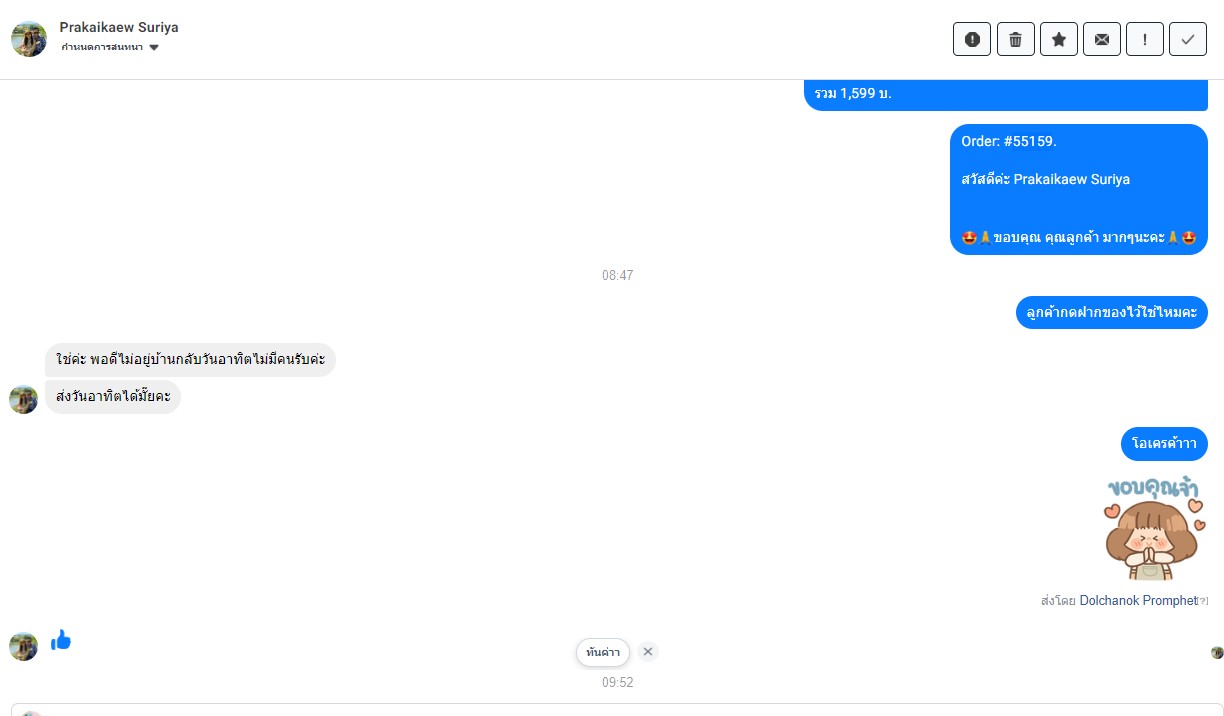 Prakaikaew Suriya
กำหนดการสนทนา
รวม 1,599 บ.
Order: #55159.
สวัสดีค่ะ Prakaikaew Suriya
🤩🙏ขอบคุณ คุณลูกค้า มากๆนะคะ🙏🤩
08:47
ลูกค้ากดฝากของไว้ใช่ไหมคะ
ใช่ค่ะ พอดีไม่อยู่บ้านกลับวันอาทิตไม่มีคนรับค่ะ
ส่งวันอาทิตได้มั๊ยคะ
โอเครค้าาา
ขอบคุณเจ้า
ส่งโดย Dolchanok Promphet[?]
ทันค่าา
09:52